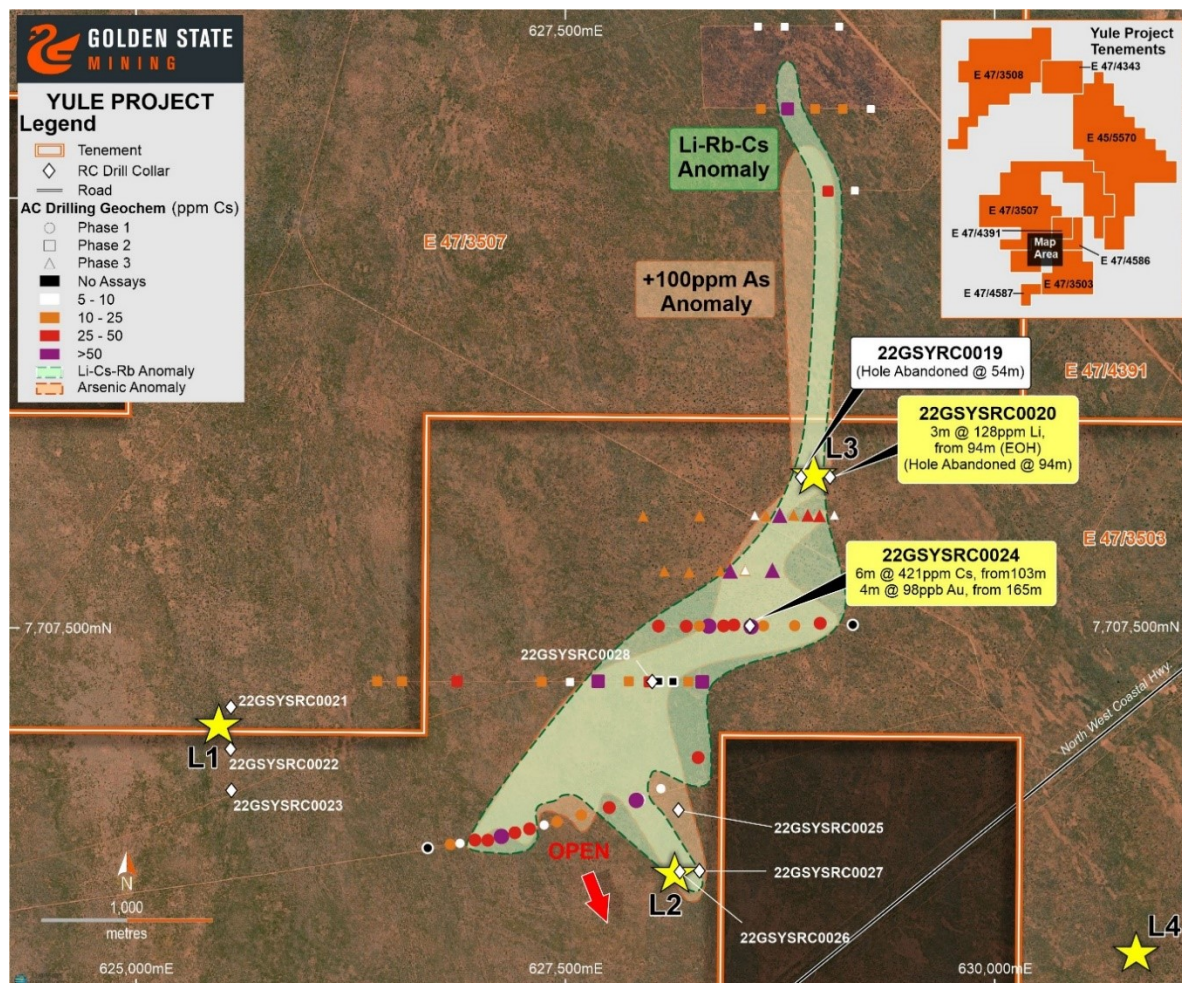 GOLDEN STATE
MINING
YULE PROJECT
Legend
Tenement
RC Drill Collar
Road
AC Drilling Geochem (ppm Cs)
Phase 1
Phase 2
Phase 3
No Assays
5 - 10
10 - 25
25 - 50
>50
Li-Cs-Rb Anomaly
Arsenic Anomaly
627,500mE
Yule Project
Tenements
E 47/4343
E 47/3508
E 45/5570
E 47/3507
E 47/4391
Map
Area
E 47/4586
E 47/3503
E 47/4587
Li-Rb-Cs
Anomaly
E 47/3507
+100ppm As
Anomaly
22GSYRC0019
(Hole Abandoned @ 54m)
E 47/4391
22GSYSRC0020
3m @ 128ppm Li,
from 94m (EOH)
(Hole Abandoned @ 94m)
L3
E 47/3503
22GSYSRC0024
6m @ 421ppm Cs, from103m
4m @ 98ppb Au, from 165m
7,707,500mN
7,707,500mN
22GSYSRC0028
22GSYSRC0021
L1
22GSYSRC0022
22GSYSRC0023
North West Coastal Hwy.
22GSYSRC0025
OPEN
22GSYSRC0027
L2
22GSYSRC0026
L4
N
1,000
metres
625,000mE
627,500mE
630,000mE